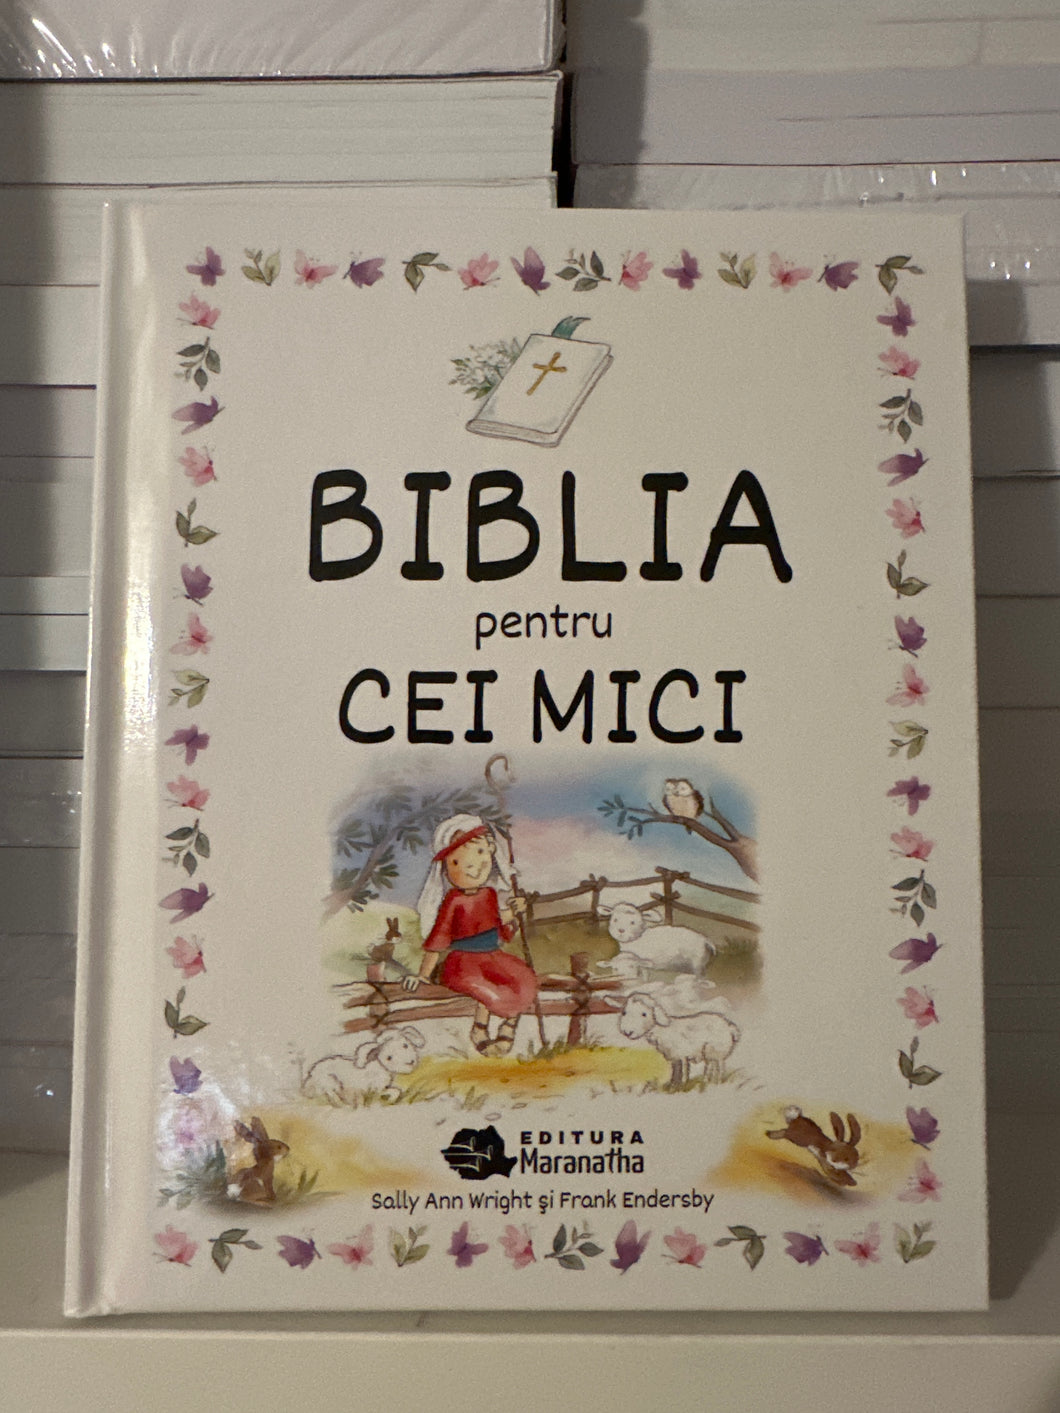 BIBLIA
pentru
CEI MICI
EDITURA
Maranatha
Sally Ann Wright şi Frank Endersby